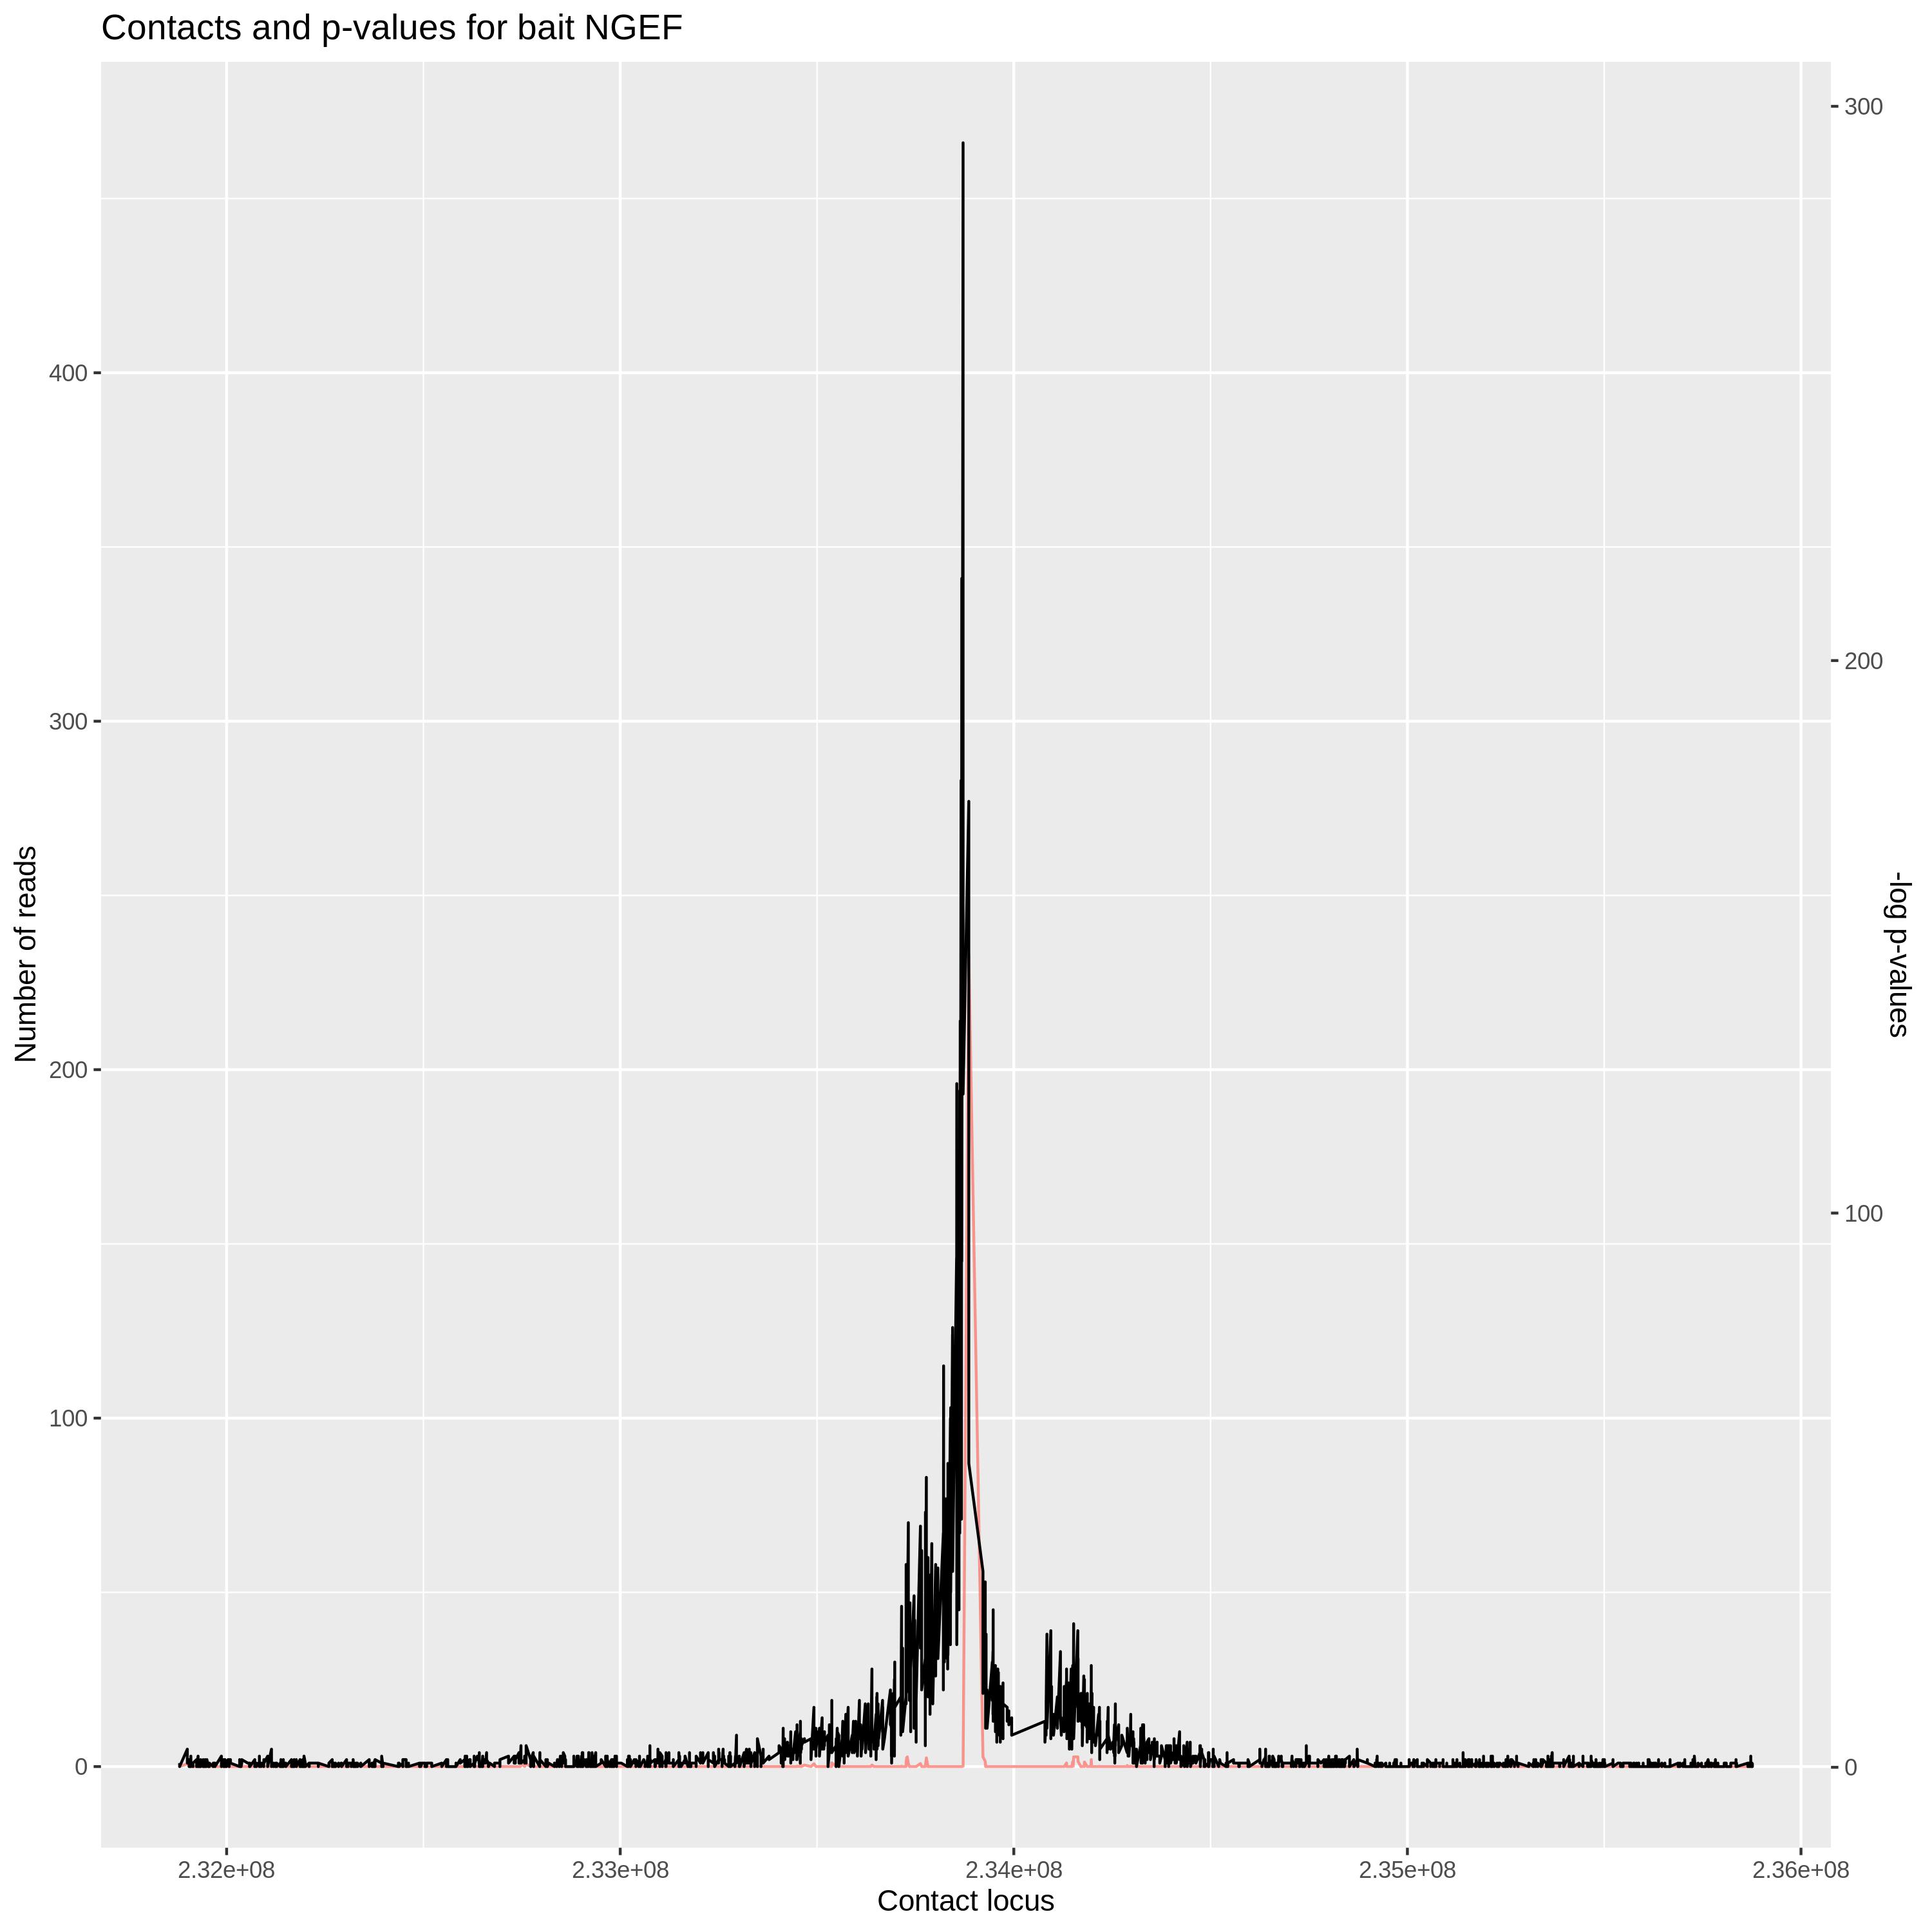 Contacts and p-values for bait NGEF
Number of reads
400
300
200
100
0
300
200
100
0
-log p-values
2.32e+08
2.33e+08
2.34e+08
2.35e+08
2.36e+08
Contact locus